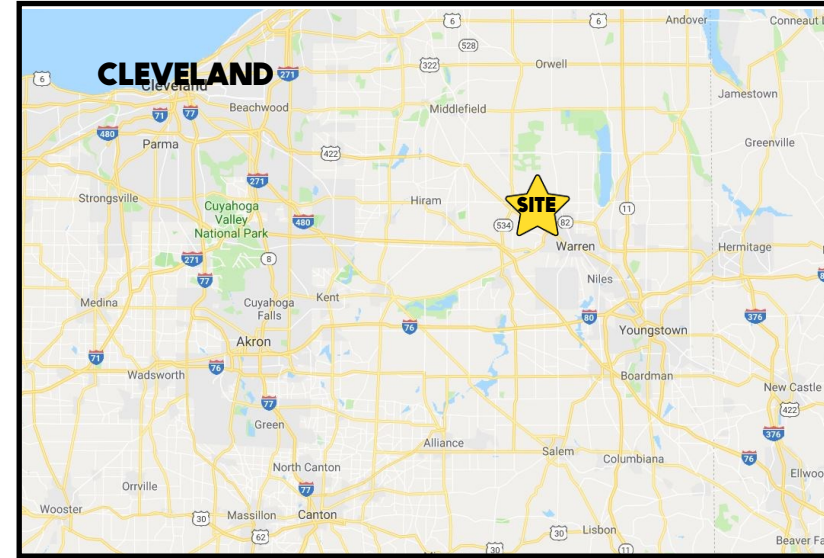 6
6
Andover
Conneaut L
528
CLEVELAND
271
322
Orwell
6
Cleveland
Jamestown
Beachwood
Middlefield
71
77
480
Parma
Greenville
422
271
Strongsville
Cuyahoga
Valley
National Park
Hiram
SITE
11
480
534
82
Warren
Hermitage
271
8
77
Niles
Medina
Cuyahoga
Falls
Kent
80
376
76
Youngstown
Akron
71
76
Wadsworth
Boardman
New Castle
77
422
Green
376
Alliance
Salem
Columbiana
76
North Canton
Ellwoo
Orrville
77
Wooster
30
Massillon
Canton
62
30
Lisbon
30
11
Beaver Fa